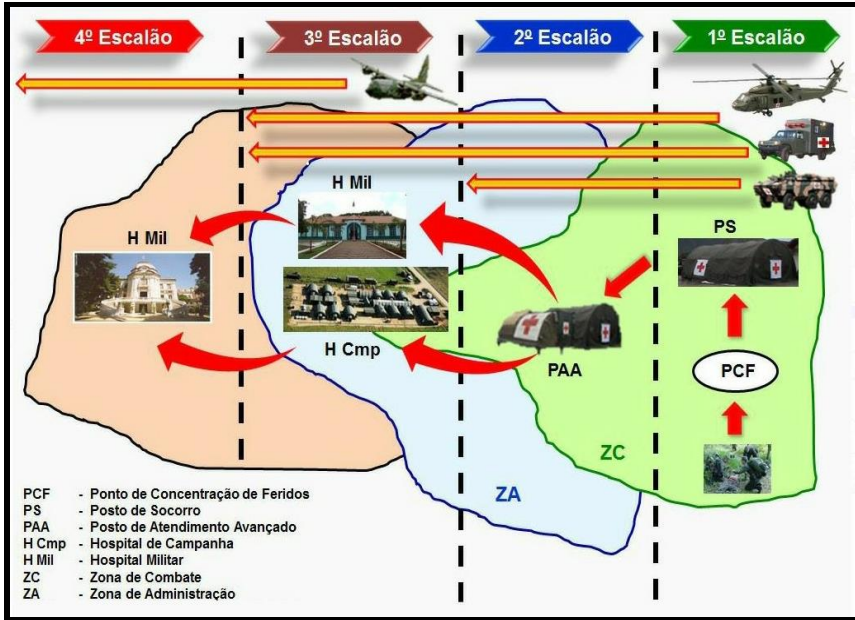 4º Escalão
3º Escalão
2º Escalão
1º Escalão
H Mil
PS
H Mil
H Cmp
PAA
PCF
ZC
ZA
PCF - Ponto de Concentração de Feridos
PS - Posto de Socorro
PAA - Posto de Atendimento Avançado
H Cmp - Hospital de Campanha
H Mil - Hospital Militar
ZC - Zona de Combate
ZA - Zona de Administração